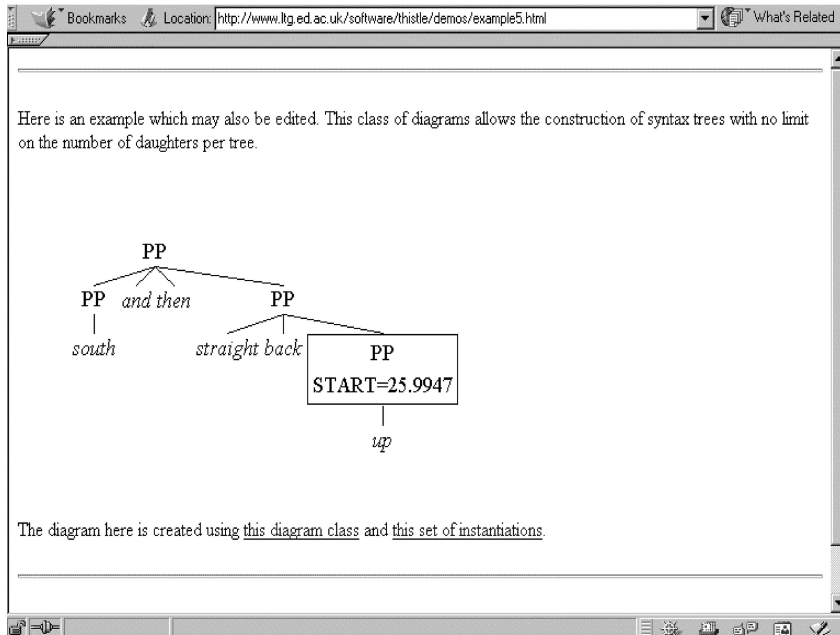 Bookmarks Location: http://www.ltg.ed.ac.uk/software/thistle/demos/example5.html What's Related
Here is an example which may also be edited. This class of diagrams allows the construction of syntax trees with no limit
on the number of daughters per tree.
PP
PP and then PP
south straight back PP
START=25.9947
up
The diagram here is created using this diagram class and this set of instantiations.